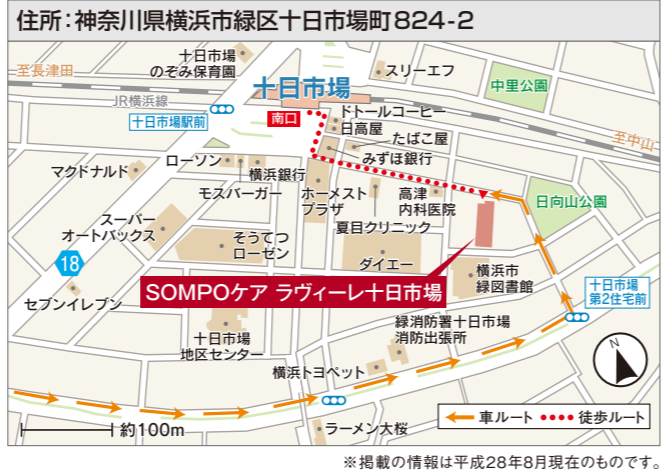 住所:神奈川県横浜市緑区十日市場町824-2
十日市場
のぞみ保育園
スリーエフ
至長津田
十日市場
中里公園
JR横浜線
ドトールコーヒー
南口
十日市場駅前
日高屋
たばこ屋
至中山
ローソン
みずほ銀行
マクドナルド
横浜銀行
モスバーガー
ホーメスト
プラザ
高津
内科医院
日向山公園
スーパー
オートバックス
夏目クリニック
そうてつ
ローゼン
ダイエー
18
横浜市
緑図書館
SOMPOケア ラヴィーレ十日市場
十日市場
第2住宅前
セブンイレブン
十日市場
地区センター
緑消防署十日市場
消防出張所
横浜トヨペット
N
車ルート
徒歩ルート
約100m
ラーメン大桜
※掲載の情報は平成28年8月現在のものです。